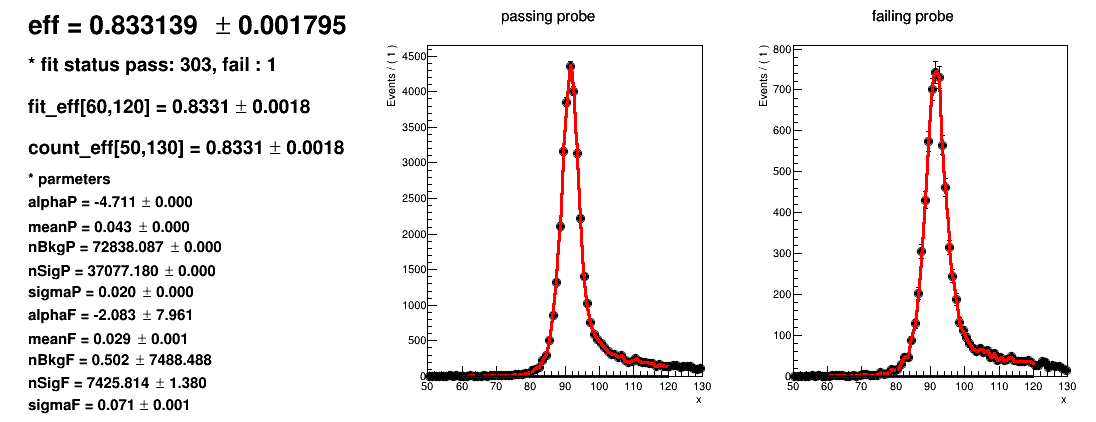 eff = 0.833139 ± 0.001795
* fit status pass: 303, fail : 1
fit_eff[60,120] = 0.8331 ± 0.0018
count_eff[50,130] = 0.8331 ± 0.0018
* parmeters
alphaP = -4.711 ± 0.000
meanP = 0.043 ± 0.000
nBkgP = 72838.087 ± 0.000
nSigP = 37077.180 ± 0.000
sigmaP = 0.020 ± 0.000
alphaF = -2.083 ± 7.961
meanF = 0.029 ± 0.001
nBkgF = 0.502 ± 7488.488
nSigF = 7425.814 ± 1.380
sigmaF = 0.071 ± 0.001
passing probe
Events / ( 1 )
4500
4000
3500
3000
2500
2000
1500
1000
500
0
50 60 70 80 90 100 110 120 130
x
failing probe
Events / ( 1 )
800
700
600
500
400
300
200
100
0
50 60 70 80 90 100 110 120 130
x